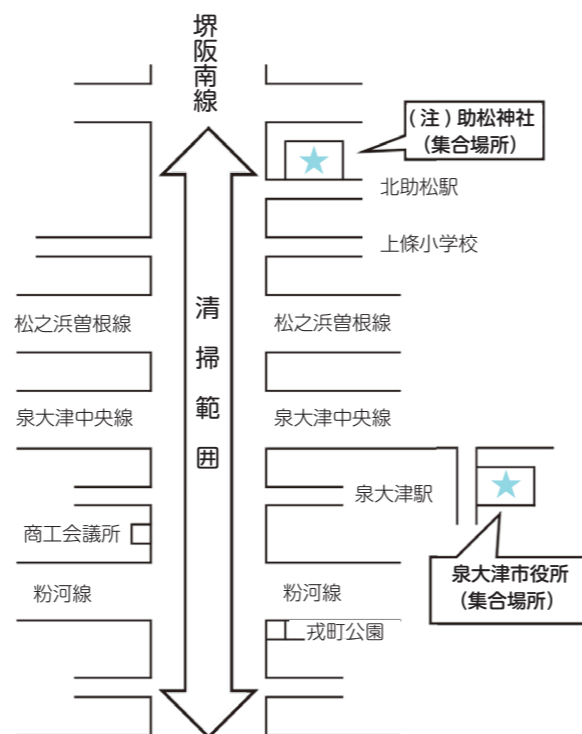 堺阪南線
(注)助松神社
(集合場所)
北助松駅
上條小学校
清掃範囲
松之浜曽根線
松之浜曽根線
泉大津中央線
泉大津中央線
泉大津駅
商工会議所
泉大津市役所
(集合場所)
粉河線
粉河線
戎町公園